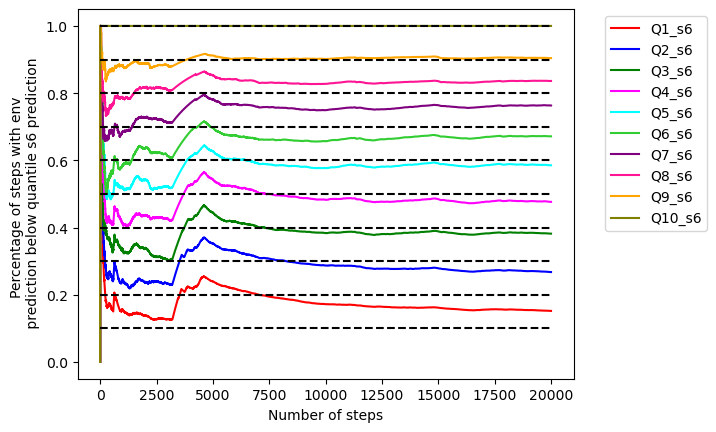 Percentage of steps with env
prediction below quantile s6 prediction
1.0
0.8
0.6
0.4
0.2
0.0
0
2500
5000
7500
10000
12500
15000
17500
20000
Number of steps
Q1_s6
Q2_s6
Q3_s6
Q4_s6
Q5_s6
Q6_s6
Q7_s6
Q8_s6
Q9_s6
Q10_s6